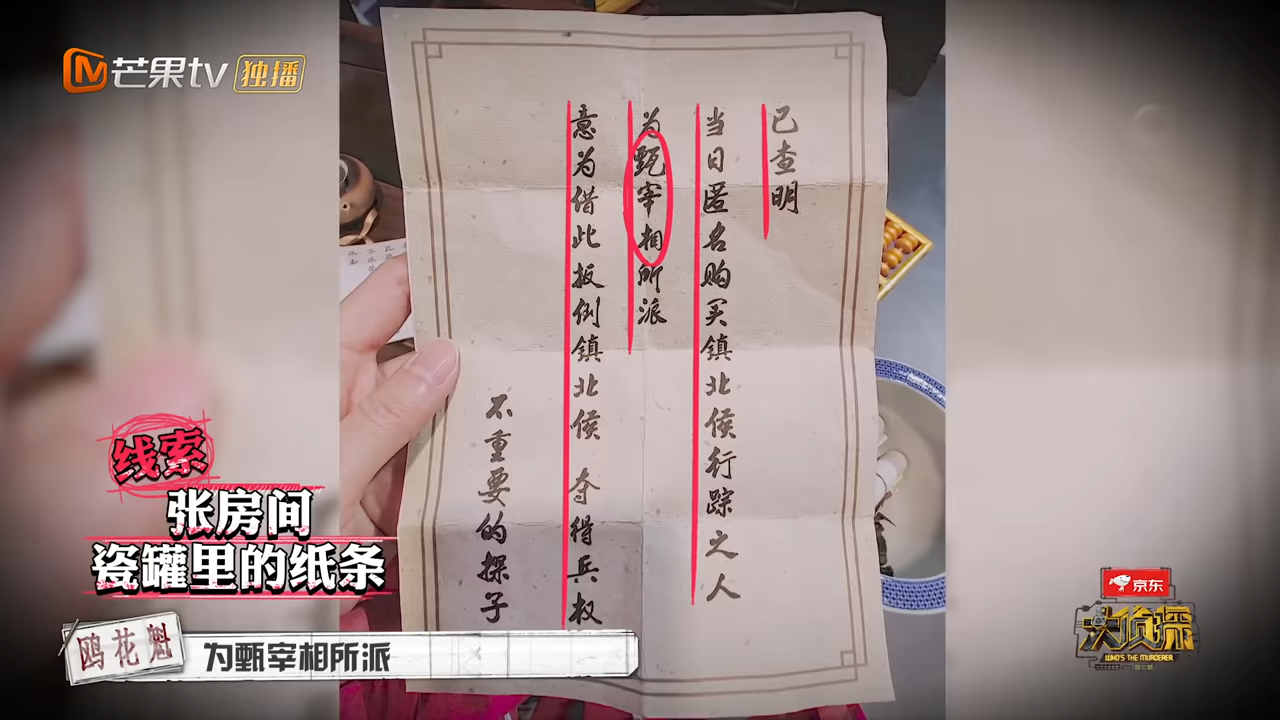 芒果tv 独播
已查明
当日匿名购买镇北侯行踪之人
为甄宰相所派
意为借此扳倒镇北侯 夺得兵权
不重要的探子
线索
张房间
瓷罐里的纸条
鸥花魁
为甄宰相所派
京东
大侦探
WHO'S THE MURDERER